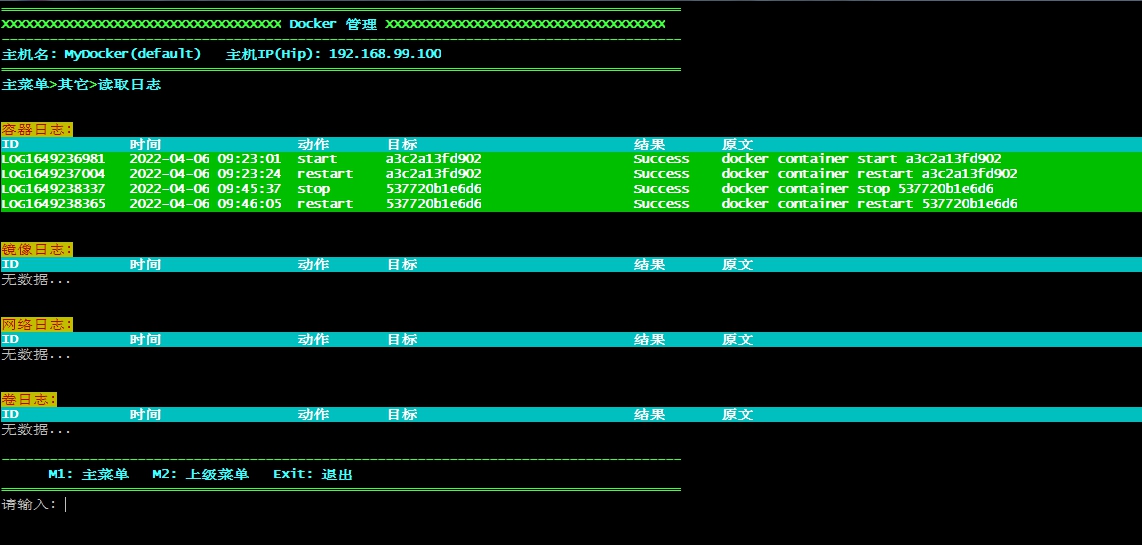 XXXXXXXXXXXXXXXXXXXXXXXXXXXXXXXXXXX Docker 管理 XXXXXXXXXXXXXXXXXXXXXXXXXXXXXXXXXXX
主机名: MyDocker(default) 主机IP(Hip): 192.168.99.100
主菜单>其它>读取日志
容器日志:
ID 时间 动作 目标 结果 原文
LOG1649236981 2022-04-06 09:23:01 start a3c2a13fd902 Success docker container start a3c2a13fd902
LOG1649237004 2022-04-06 09:23:24 restart a3c2a13fd902 Success docker container restart a3c2a13fd902
LOG1649238337 2022-04-06 09:45:37 stop 537720b1e6d6 Success docker container stop 537720b1e6d6
LOG1649238365 2022-04-06 09:46:05 restart 537720b1e6d6 Success docker container restart 537720b1e6d6
镜像日志:
ID 时间 动作 目标 结果 原文
无数据...
网络日志:
ID 时间 动作 目标 结果 原文
无数据...
卷日志:
ID 时间 动作 目标 结果 原文
无数据...
M1: 主菜单 M2: 上级菜单 Exit: 退出
请输入: